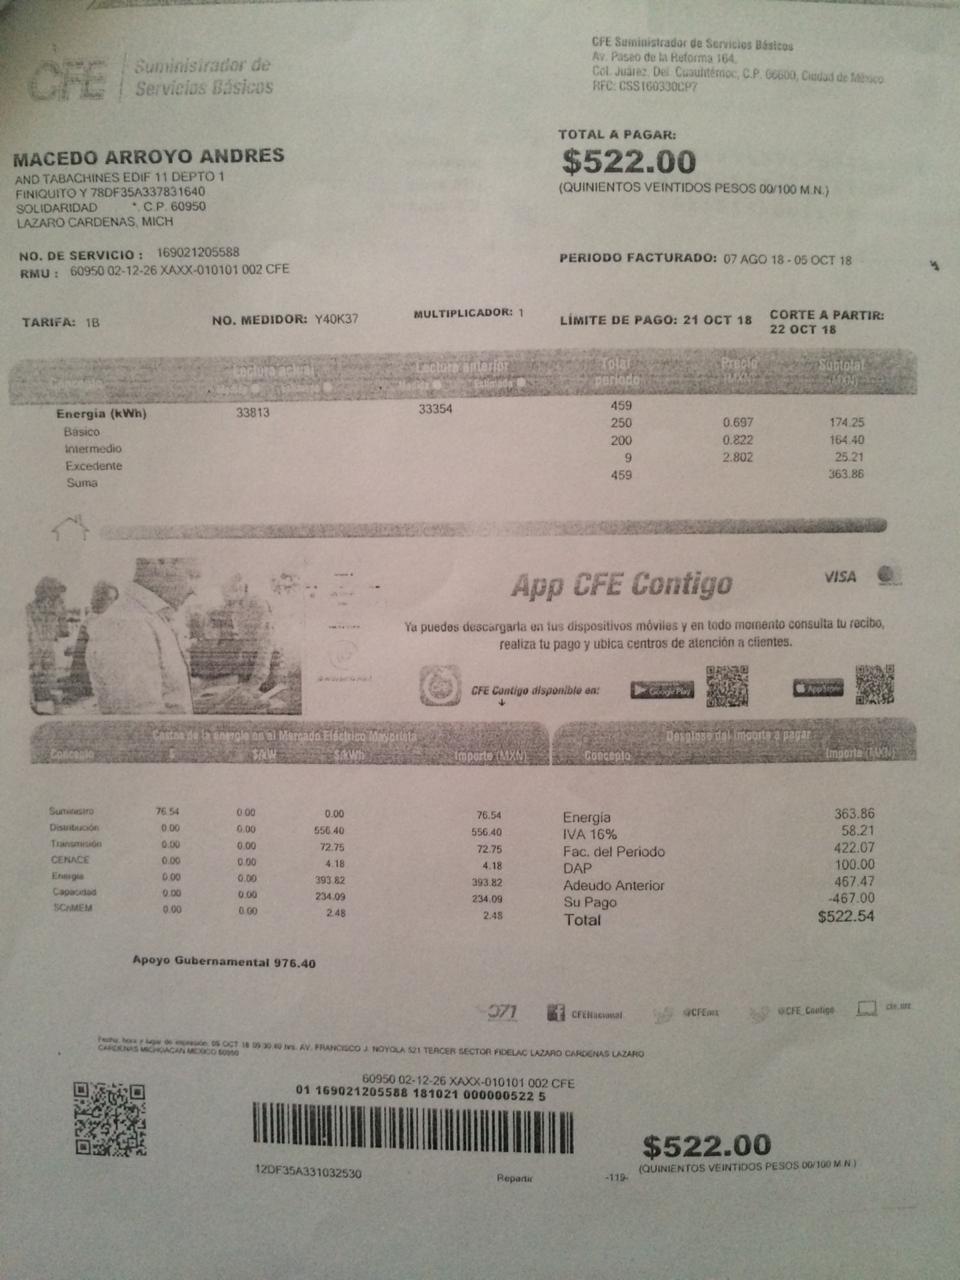 CFE Suministrador de Servicios Básicos
CFE Suministrador de Servicios Básicos
Av. Paseo de la Reforma 164,
Col. Juárez, Del. Cuauhtémoc, C.P. 06600, Ciudad de México
RFC: CSS160330CP7
MACEDO ARROYO ANDRES
AND TABACHINES EDIF 11 DEPTO 1
FINIQUITO Y 78DF35A337831640
SOLIDARIDAD *. C.P. 60950
LAZARO CARDENAS, MICH
TOTAL A PAGAR:
$522.00
(QUINIENTOS VEINTIDOS PESOS 00/100 M.N.)
NO. DE SERVICIO : 169021205588
RMU : 60950 02-12-26 XAXX-010101 002 CFE
PERIODO FACTURADO: 07 AGO 18 - 05 OCT 18
TARIFA: 1B NO. MEDIDOR: Y40K37 MULTIPLICADOR: 1 LÍMITE DE PAGO: 21 OCT 18 CORTE A PARTIR: 22 OCT 18
Concepto Lectura actual Lectura anterior Total periodo Precio (MXN) Subtotal (MXN)
Medida Estimada Medida Estimada
Energía (kWh) 33813 33354 459
Básico 250 0.697 174.25
Intermedio 200 0.822 164.40
Excedente 9 2.802 25.21
Suma 459 363.86
App CFE Contigo VISA
Ya puedes descargarla en tus dispositivos móviles y en todo momento consulta tu recibo,
realiza tu pago y ubica centros de atención a clientes.
CFE Contigo disponible en: Google Play App Store
Costos de la energía en el Mercado Eléctrico Mayorista
Concepto $ $/kW $/kWh Importe (MXN)
Suministro 76.54 0.00 0.00 76.54
Distribución 0.00 0.00 556.40 556.40
Transmisión 0.00 0.00 72.75 72.75
CENACE 0.00 0.00 4.18 4.18
Energía 0.00 0.00 393.82 393.82
Capacidad 0.00 0.00 234.09 234.09
SCnMEM 0.00 0.00 2.48 2.48
Desglose del importe a pagar
Concepto Importe (MXN)
Energía 363.86
IVA 16% 58.21
Fac. del Periodo 422.07
DAP 100.00
Adeudo Anterior 467.47
Su Pago -467.00
Total $522.54
Apoyo Gubernamental 976.40
071 CFENacional @CFEmx @CFE_Contigo
Fecha, hora y lugar de impresión: 05 OCT 18 hrs. AV. FRANCISCO J. NOYOLA 521 TERCER SECTOR FIDELAC LAZARO CARDENAS LAZARO
CARDENAS MICHOACAN MEXICO 60950
60950 02-12-26 XAXX-010101 002 CFE
01 169021205588 181021 000000522 5
12DF35A331032530
Repartir -119-
$522.00
(QUINIENTOS VEINTIDOS PESOS 00/100 M.N.)